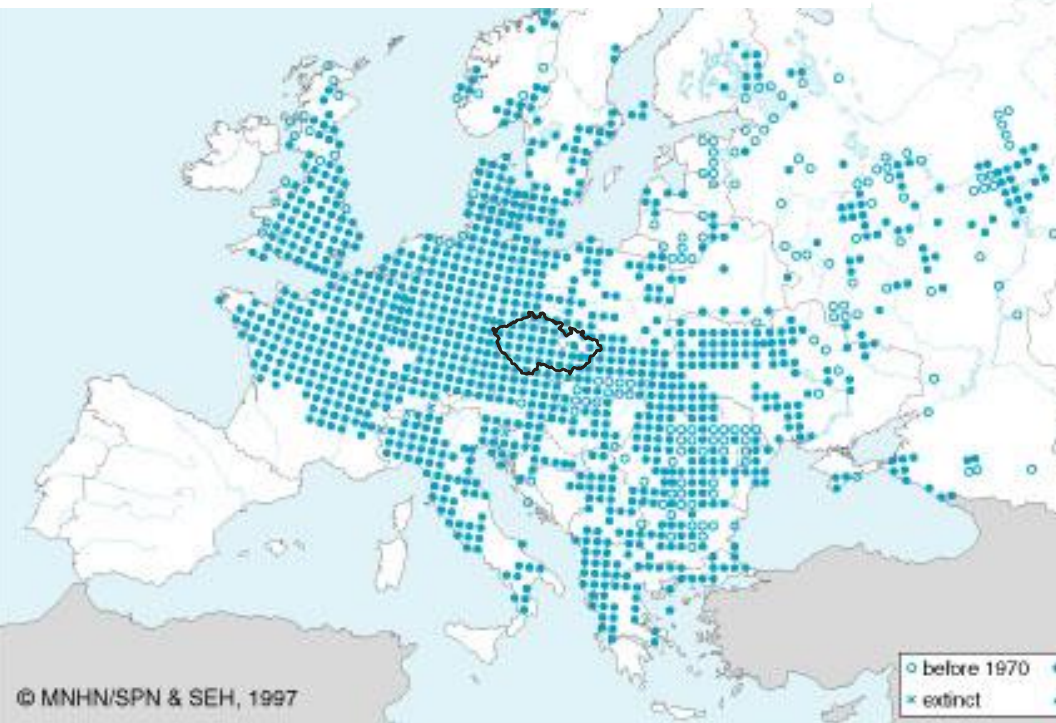 ○ before 1970
× extinct
© MNHN/SPN & SEH, 1997